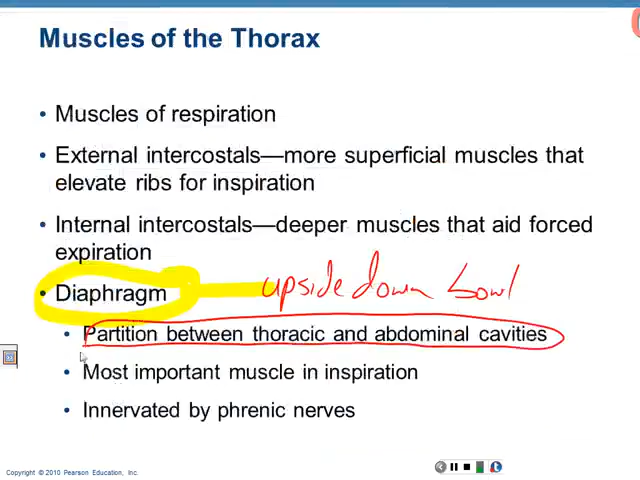 Muscles of the Thorax
• Muscles of respiration
• External intercostals—more superficial muscles that
elevate ribs for inspiration
• Internal intercostals—deeper muscles that aid forced
expiration
• Diaphragm upside down bowl
• Partition between thoracic and abdominal cavities
• Most important muscle in inspiration
• Innervated by phrenic nerves
Copyright © 2010 Pearson Education, Inc.